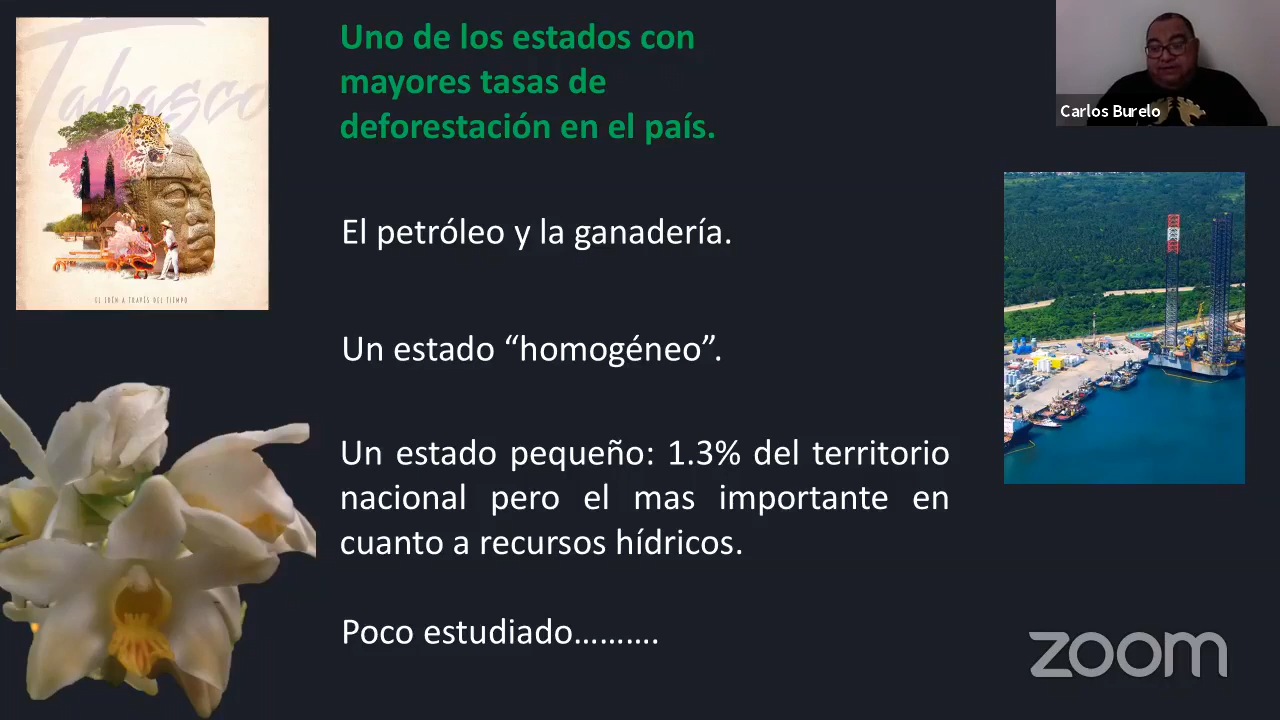 Tabasco
EL EDÉN A TRAVÉS DEL TIEMPO
Uno de los estados con
mayores tasas de
deforestación en el país.
El petróleo y la ganadería.
Un estado “homogéneo”.
Un estado pequeño: 1.3% del territorio
nacional pero el mas importante en
cuanto a recursos hídricos.
Poco estudiado……….
Carlos Burelo
zoom